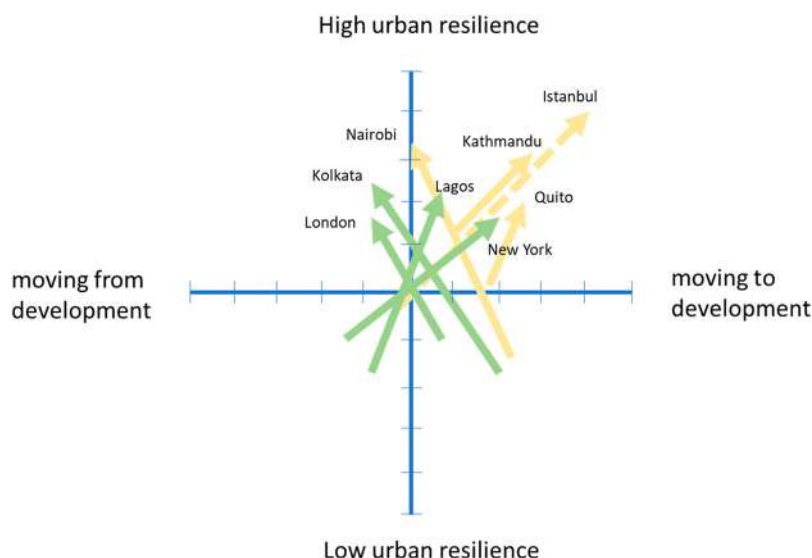 High urban resilience
Istanbul
Nairobi
Kathmandu
Kolkata
Lagos
Quito
London
New York
moving from
development
moving to
development
Low urban resilience